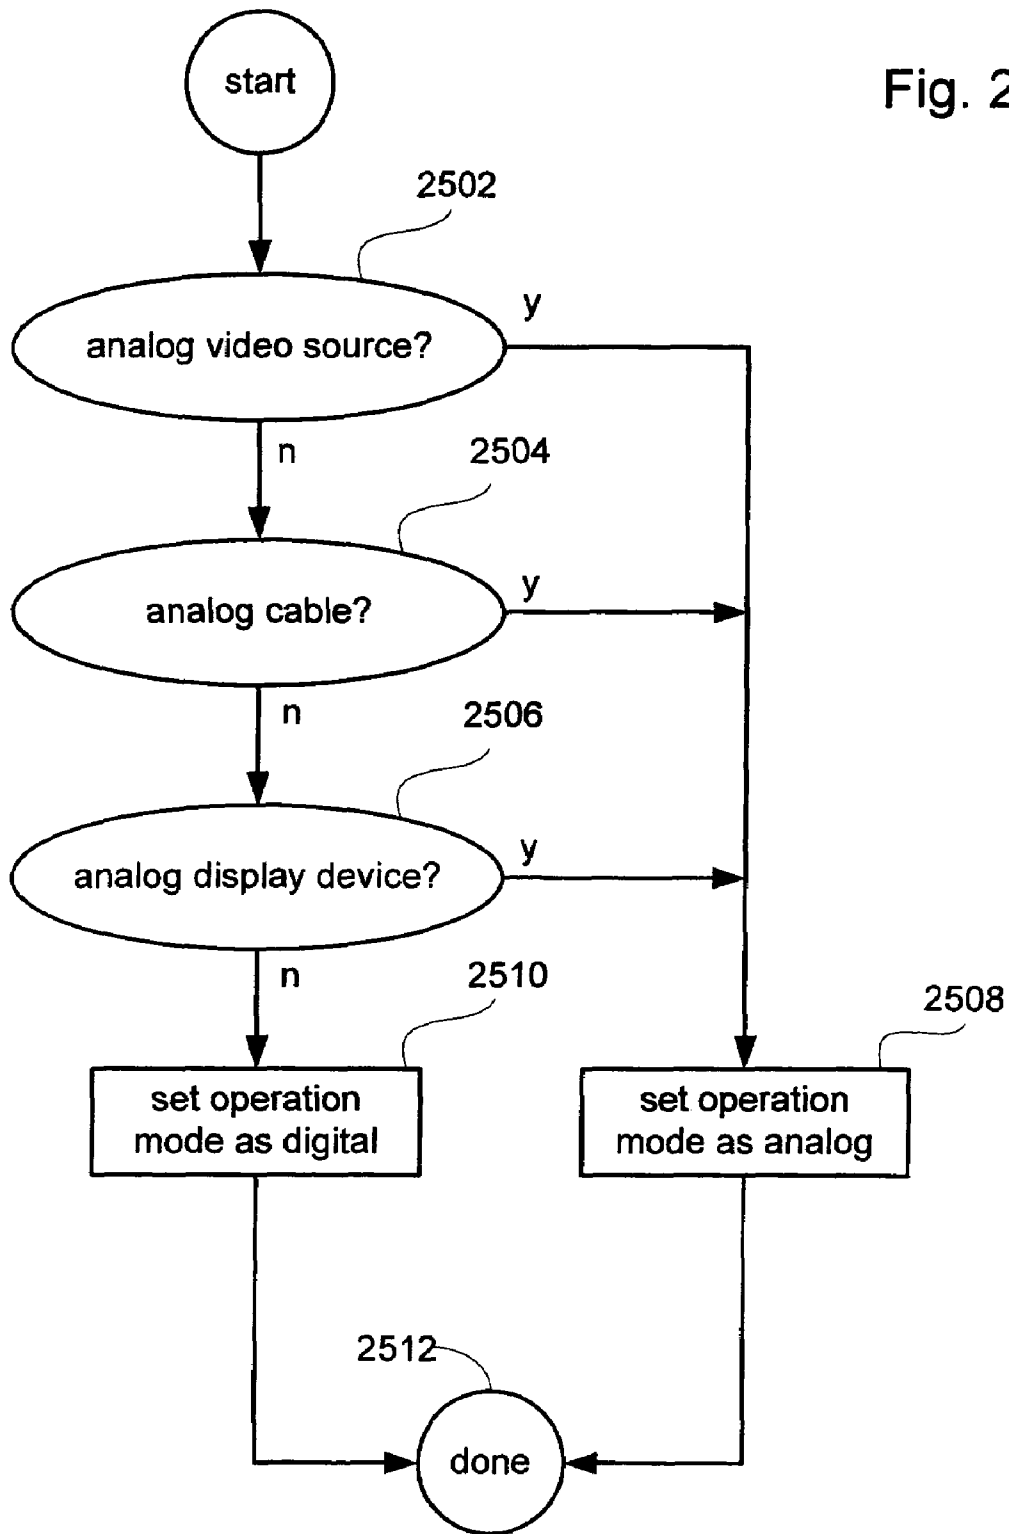 start
Fig. 2
2502
analog video source?
y
n
2504
analog cable?
y
n
2506
analog display device?
y
n
2510
2508
set operation
mode as digital
set operation
mode as analog
2512
done